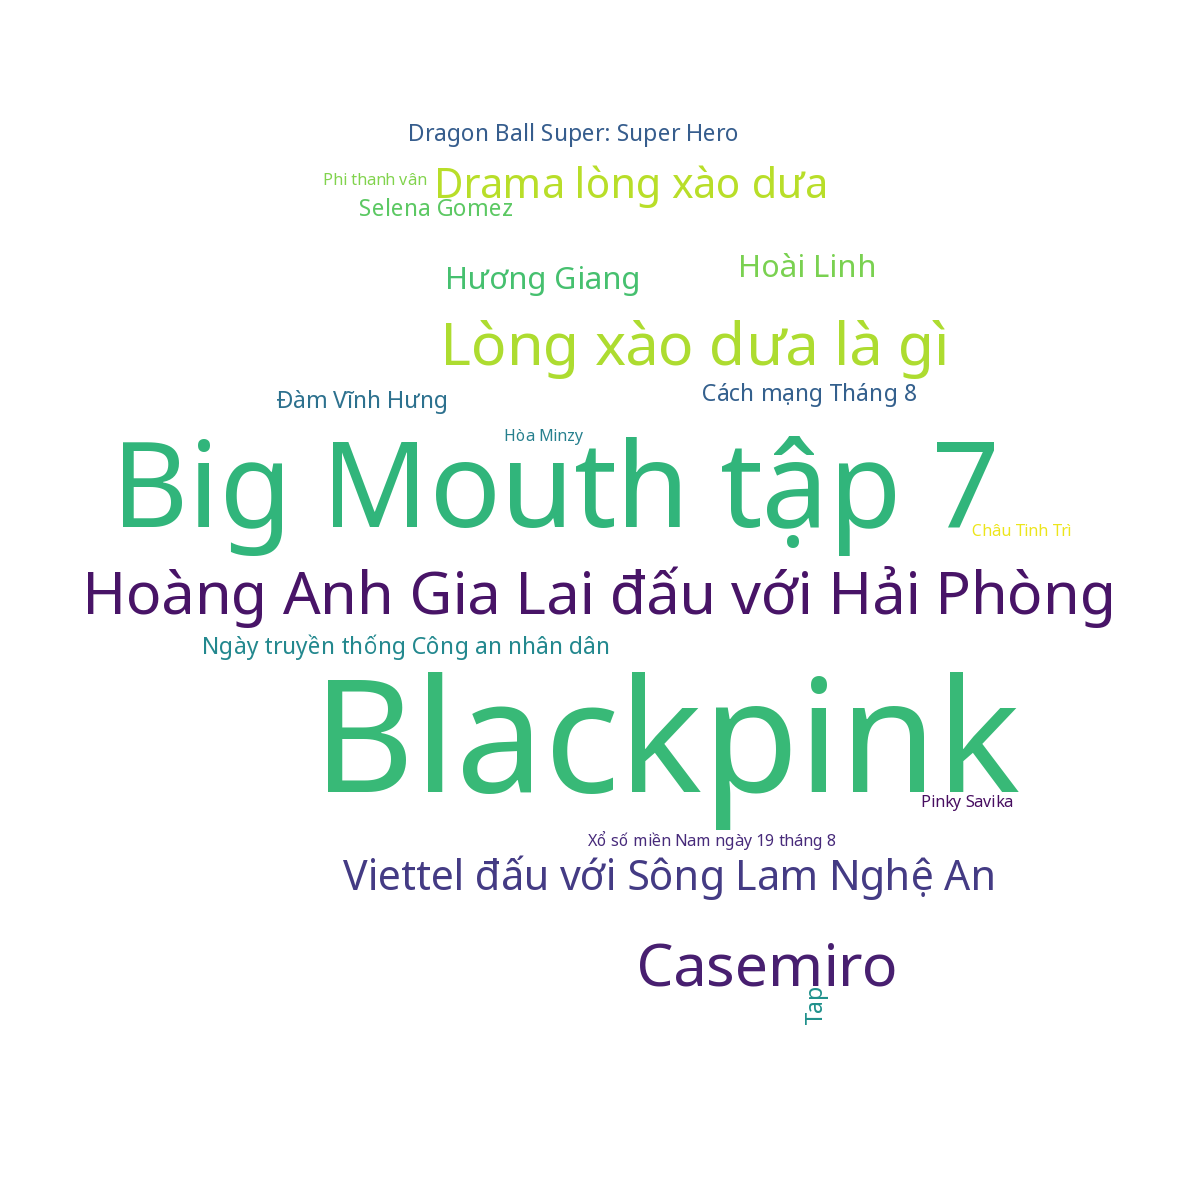 Dragon Ball Super: Super Hero
Phi thanh vân
Drama lòng xào dưa
Selena Gomez
Hương Giang
Hoài Linh
Lòng xào dưa là gì
Đàm Vĩnh Hưng
Cách mạng Tháng 8
Hòa Minzy
Big Mouth tập 7
Châu Tinh Trì
Hoàng Anh Gia Lai đấu với Hải Phòng
Ngày truyền thống Công an nhân dân
Blackpink
Pinky Savika
Xổ số miền Nam ngày 19 tháng 8
Viettel đấu với Sông Lam Nghệ An
Casemiro
Tap